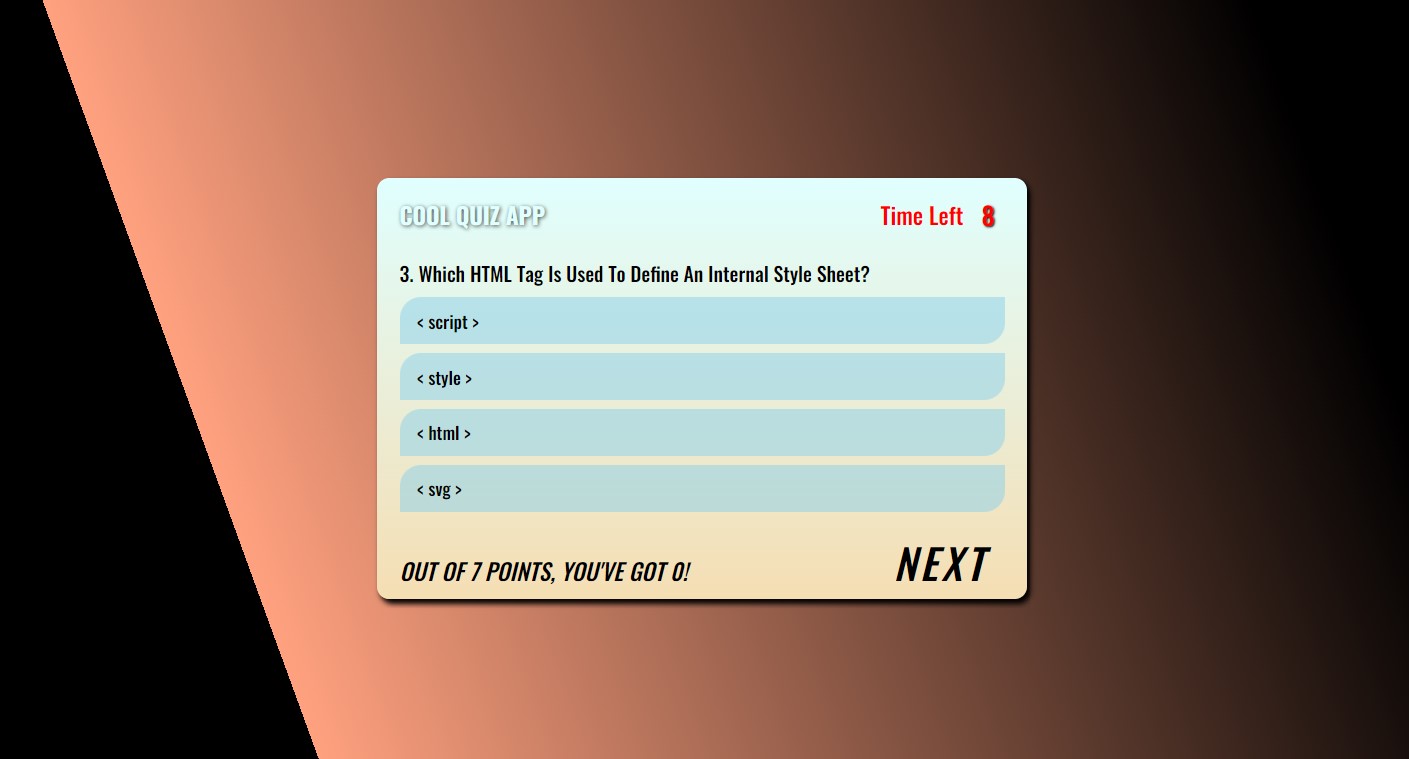 COOL QUIZ APP
Time Left 8
3. Which HTML Tag Is Used To Define An Internal Style Sheet?
< script >
< style >
< html >
< svg >
OUT OF 7 POINTS, YOU'VE GOT 0!
NEXT